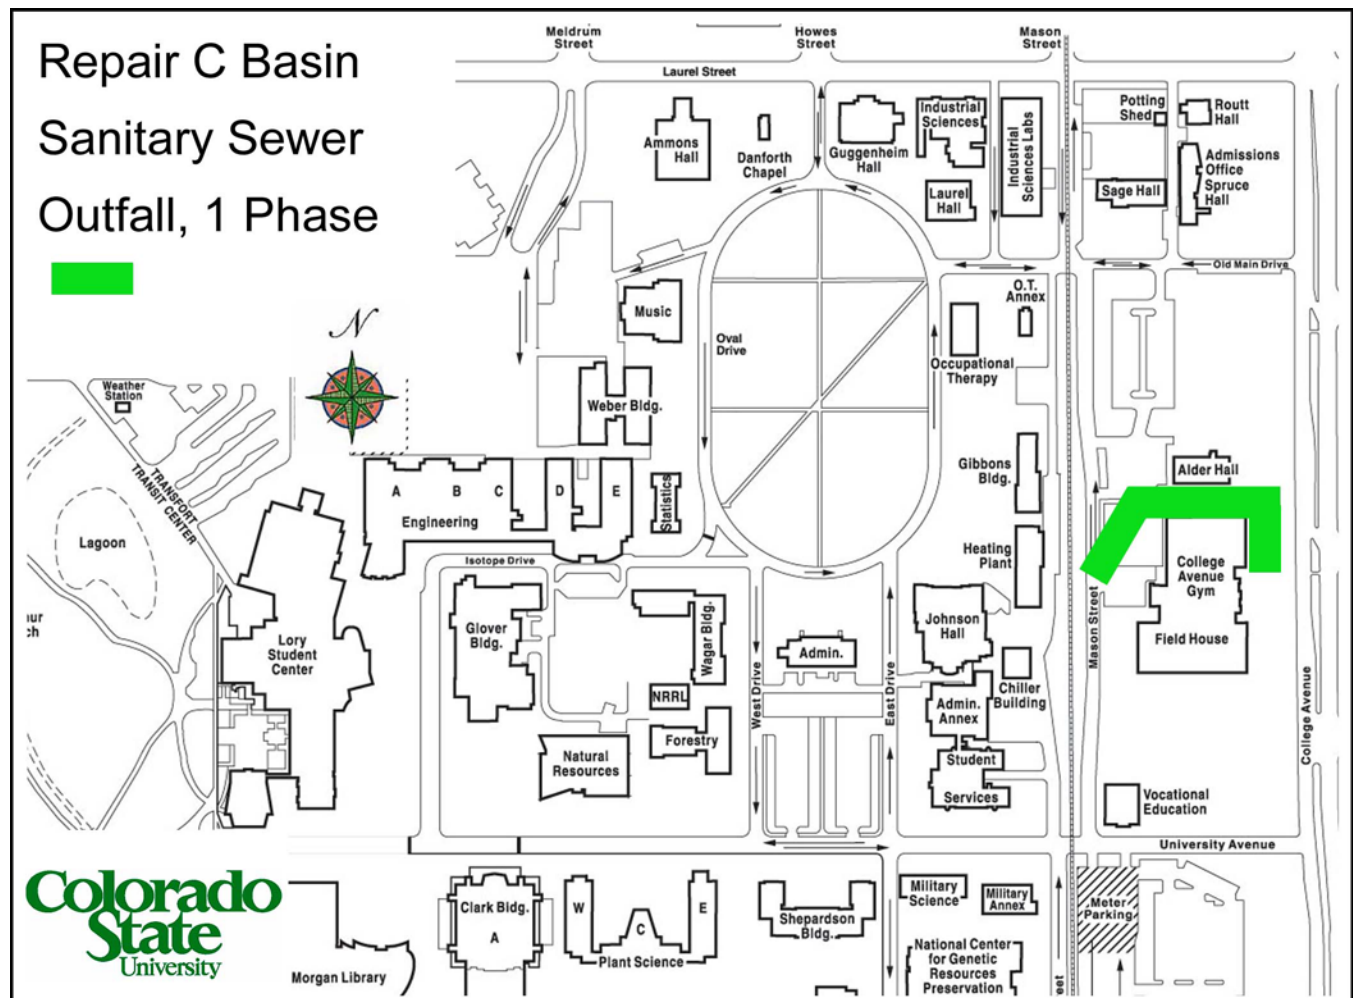 Repair C Basin
Sanitary Sewer
Outfall, 1 Phase
Meldrum
Street
Howes
Street
Mason
Street
Laurel Street
Ammons
Hall
Danforth
Chapel
Guggenheim
Hall
Industrial
Sciences
Industrial
Sciences Labs
Laurel
Hall
Potting
Shed
Routt
Hall
Admissions
Office
Spruce
Hall
Sage Hall
Old Main Drive
N
Music
Oval
Drive
O.T.
Annex
Occupational
Therapy
Weather
Station
Weber Bldg.
TRANSFORT
TRANSIT CENTER
A
B
C
D
E
Engineering
Statistics
Gibbons
Bldg.
Alder Hall
Lagoon
Isotope Drive
Heating
Plant
College
Avenue
Gym
Field House
Mason Street
College Avenue
Glover
Bldg.
Wagar Bldg.
Johnson
Hall
Lory
Student
Center
Admin.
NRRL
West Drive
East Drive
Chiller
Building
Admin.
Annex
Forestry
Natural
Resources
Student
Services
Vocational
Education
University Avenue
Colorado
State
University
Clark Bldg.
A
W
C
E
Plant Science
Shepardson
Bldg.
Military
Science
Military
Annex
Meter
Parking
Morgan Library
National Center
for Genetic
Resources
Preservation